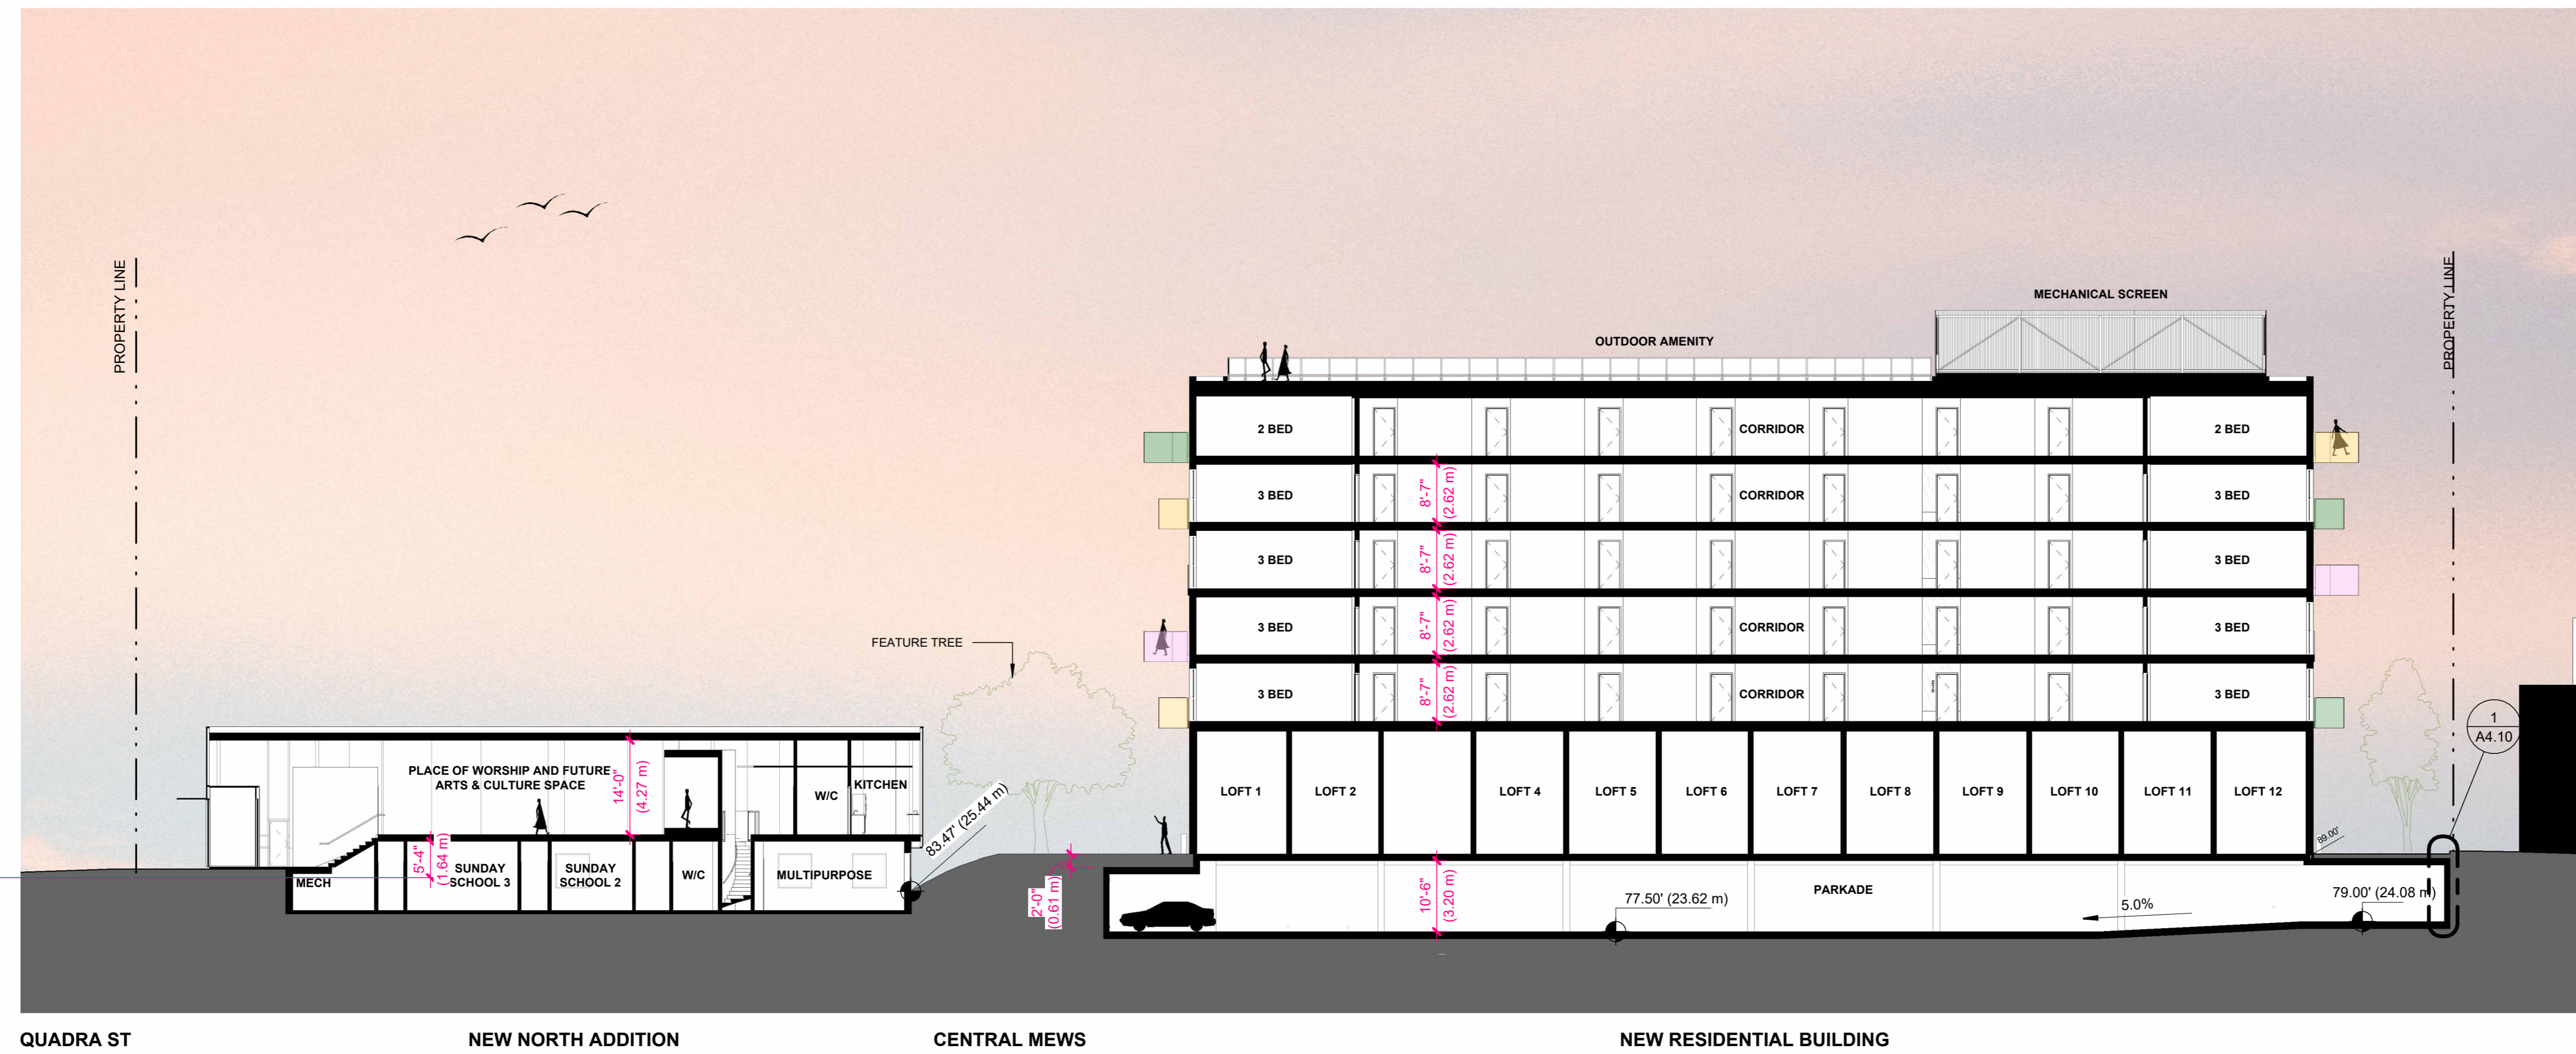 PROPERTY LINE
PROPERTY LINE
MECHANICAL SCREEN
OUTDOOR AMENITY
2 BED
CORRIDOR
2 BED
3 BED
8'-7"
(2.62 m)
CORRIDOR
3 BED
3 BED
8'-7"
(2.62 m)
CORRIDOR
3 BED
3 BED
8'-7"
(2.62 m)
CORRIDOR
3 BED
3 BED
8'-7"
(2.62 m)
CORRIDOR
3 BED
FEATURE TREE
1
A4.10
PLACE OF WORSHIP AND FUTURE
ARTS & CULTURE SPACE
14'-0"
(4.27 m)
W/C
KITCHEN
83.47' (25.44 m)
LOFT 1
LOFT 2
LOFT 4
LOFT 5
LOFT 6
LOFT 7
LOFT 8
LOFT 9
LOFT 10
LOFT 11
LOFT 12
89.00'
MECH
5'-4"
(1.64 m)
SUNDAY
SCHOOL 3
SUNDAY
SCHOOL 2
W/C
MULTIPURPOSE
2'-0"
(0.61 m)
10'-6"
(3.20 m)
77.50' (23.62 m)
PARKADE
5.0%
79.00' (24.08 m)
QUADRA ST
NEW NORTH ADDITION
CENTRAL MEWS
NEW RESIDENTIAL BUILDING